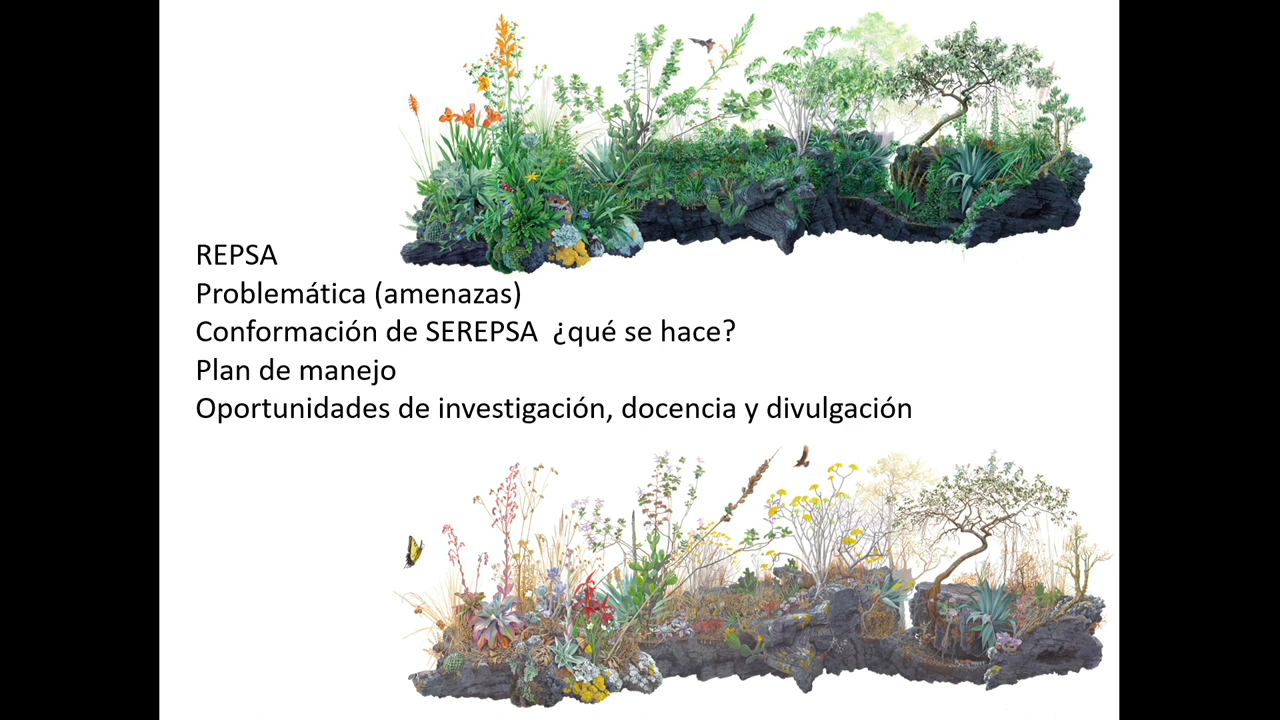 REPSA
Problemática (amenazas)
Conformación de SEREPSA ¿qué se hace?
Plan de manejo
Oportunidades de investigación, docencia y divulgación